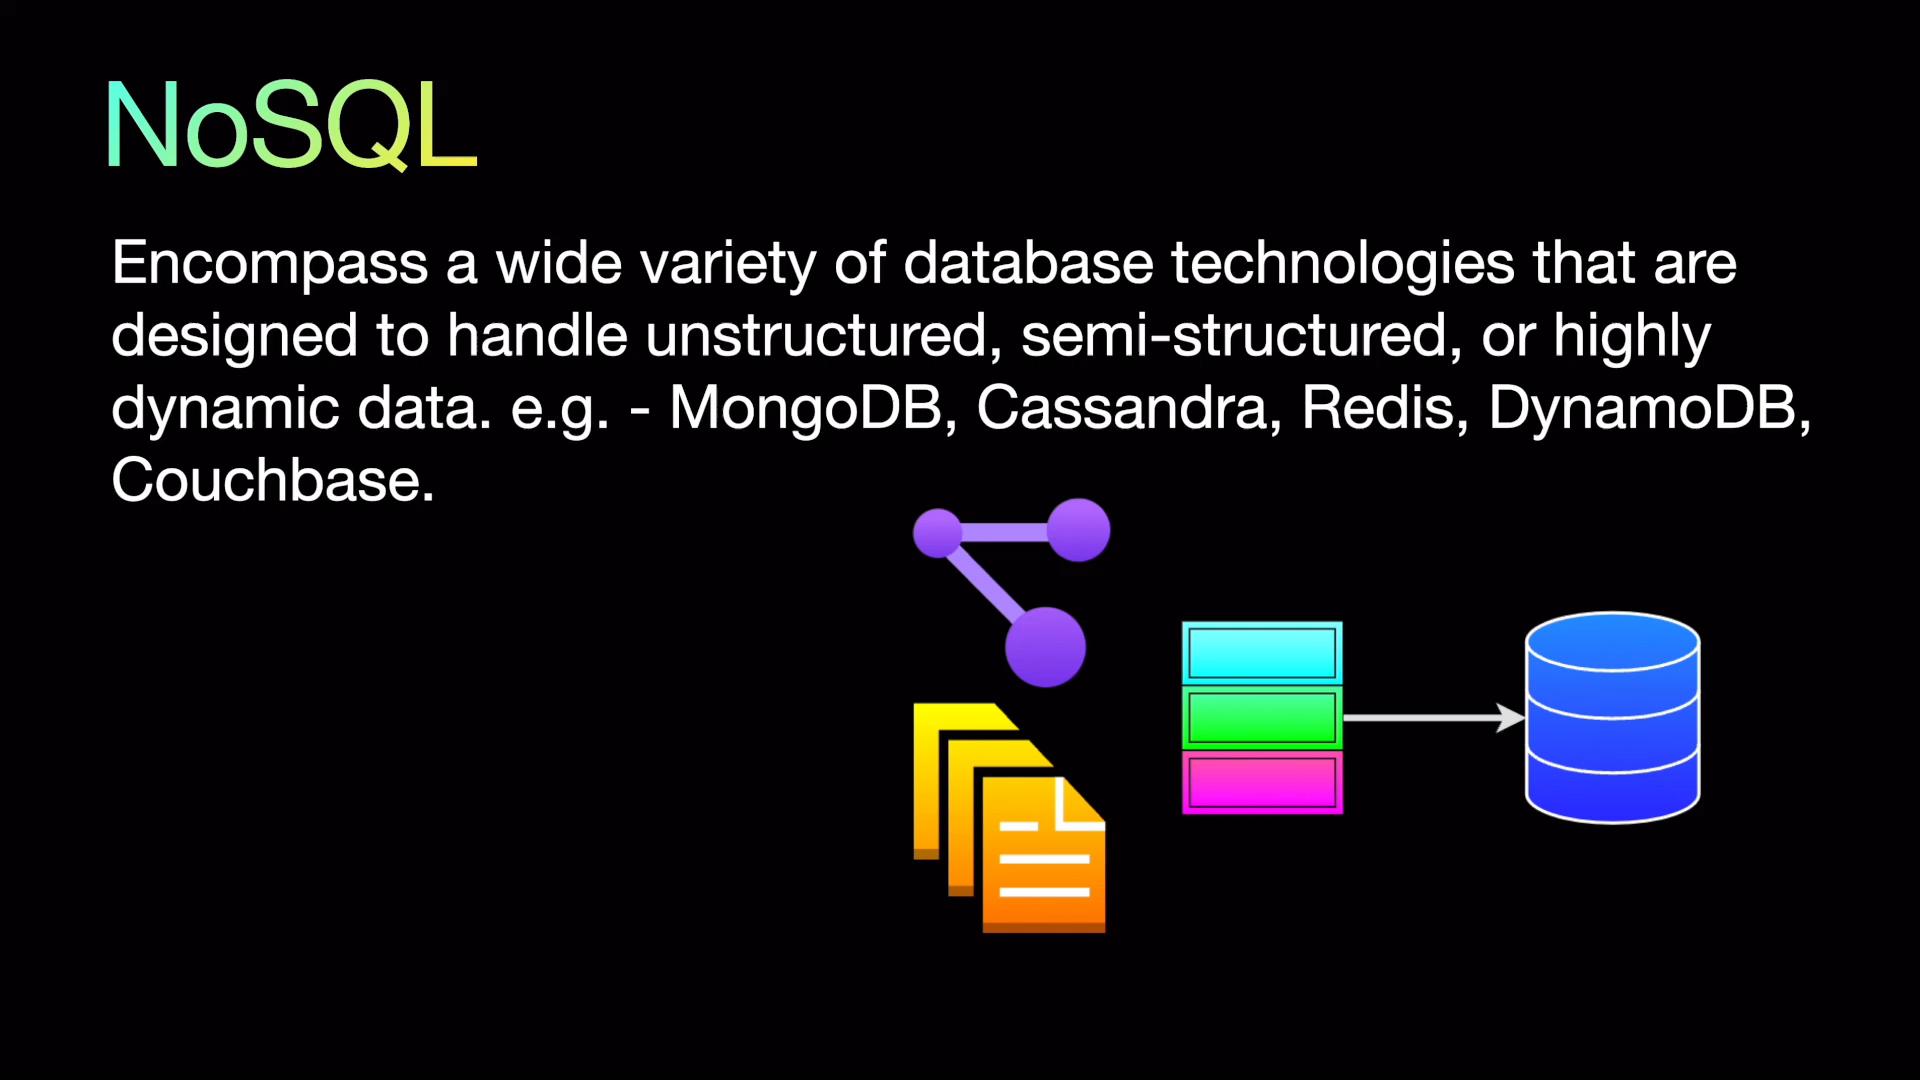 NoSQL
Encompass a wide variety of database technologies that are
designed to handle unstructured, semi-structured, or highly
dynamic data. e.g. - MongoDB, Cassandra, Redis, DynamoDB,
Couchbase.